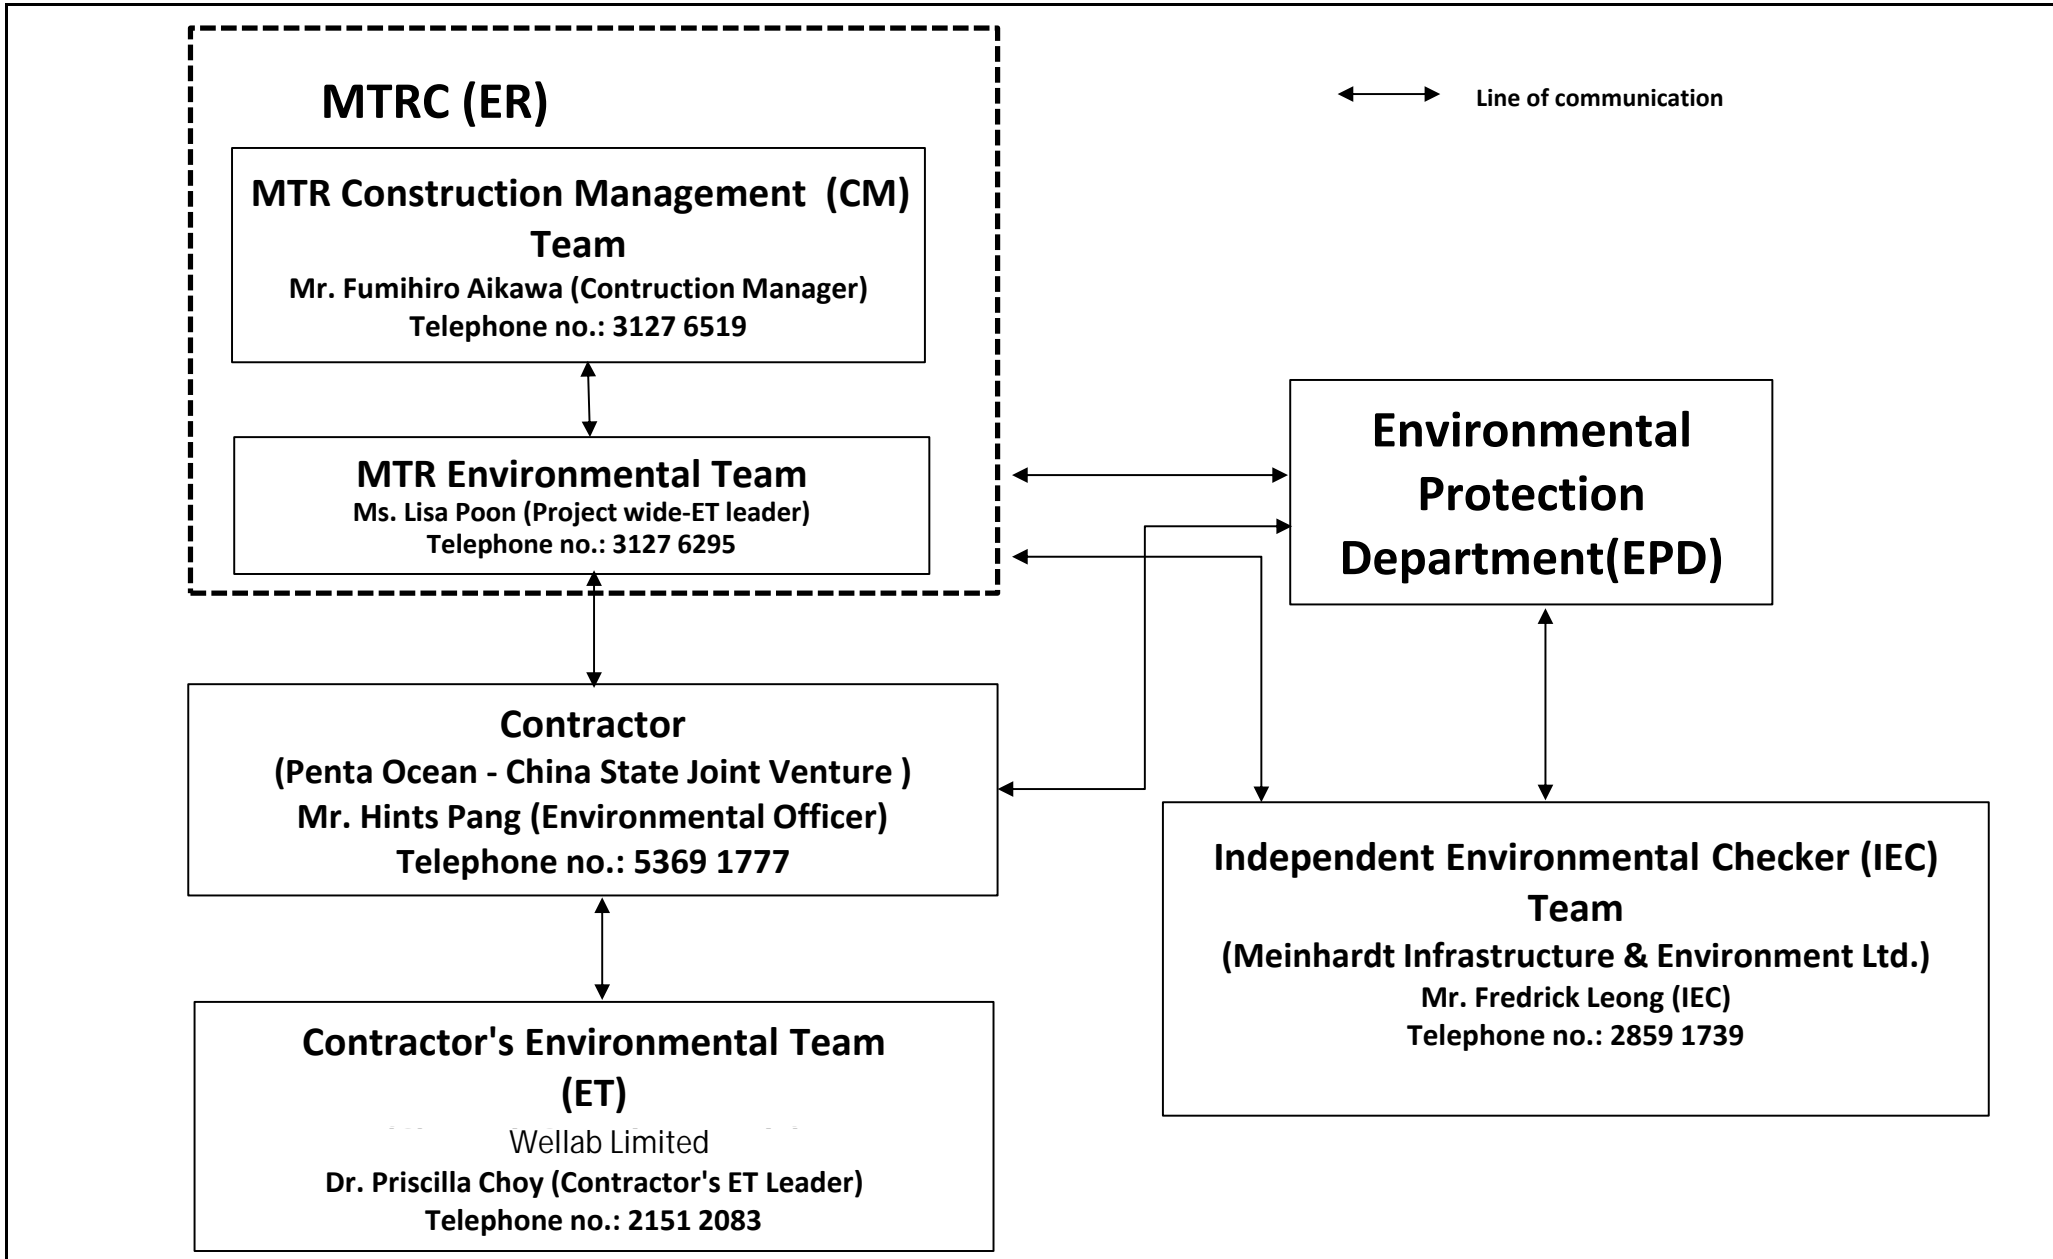 MTRC (ER)
Line of communication
MTR Construction Management (CM)
Team
Mr. Fumihiro Aikawa (Contruction Manager)
Telephone no.: 3127 6519
MTR Environmental Team
Ms. Lisa Poon (Project wide-ET leader)
Telephone no.: 3127 6295
Environmental
Protection
Department(EPD)
Contractor
(Penta Ocean - China State Joint Venture )
Mr. Hints Pang (Environmental Officer)
Telephone no.: 5369 1777
Independent Environmental Checker (IEC)
Team
(Meinhardt Infrastructure & Environment Ltd.)
Mr. Fredrick Leong (IEC)
Telephone no.: 2859 1739
Contractor's Environmental Team
(ET)
Wellab Limited
Dr. Priscilla Choy (Contractor's ET Leader)
Telephone no.: 2151 2083